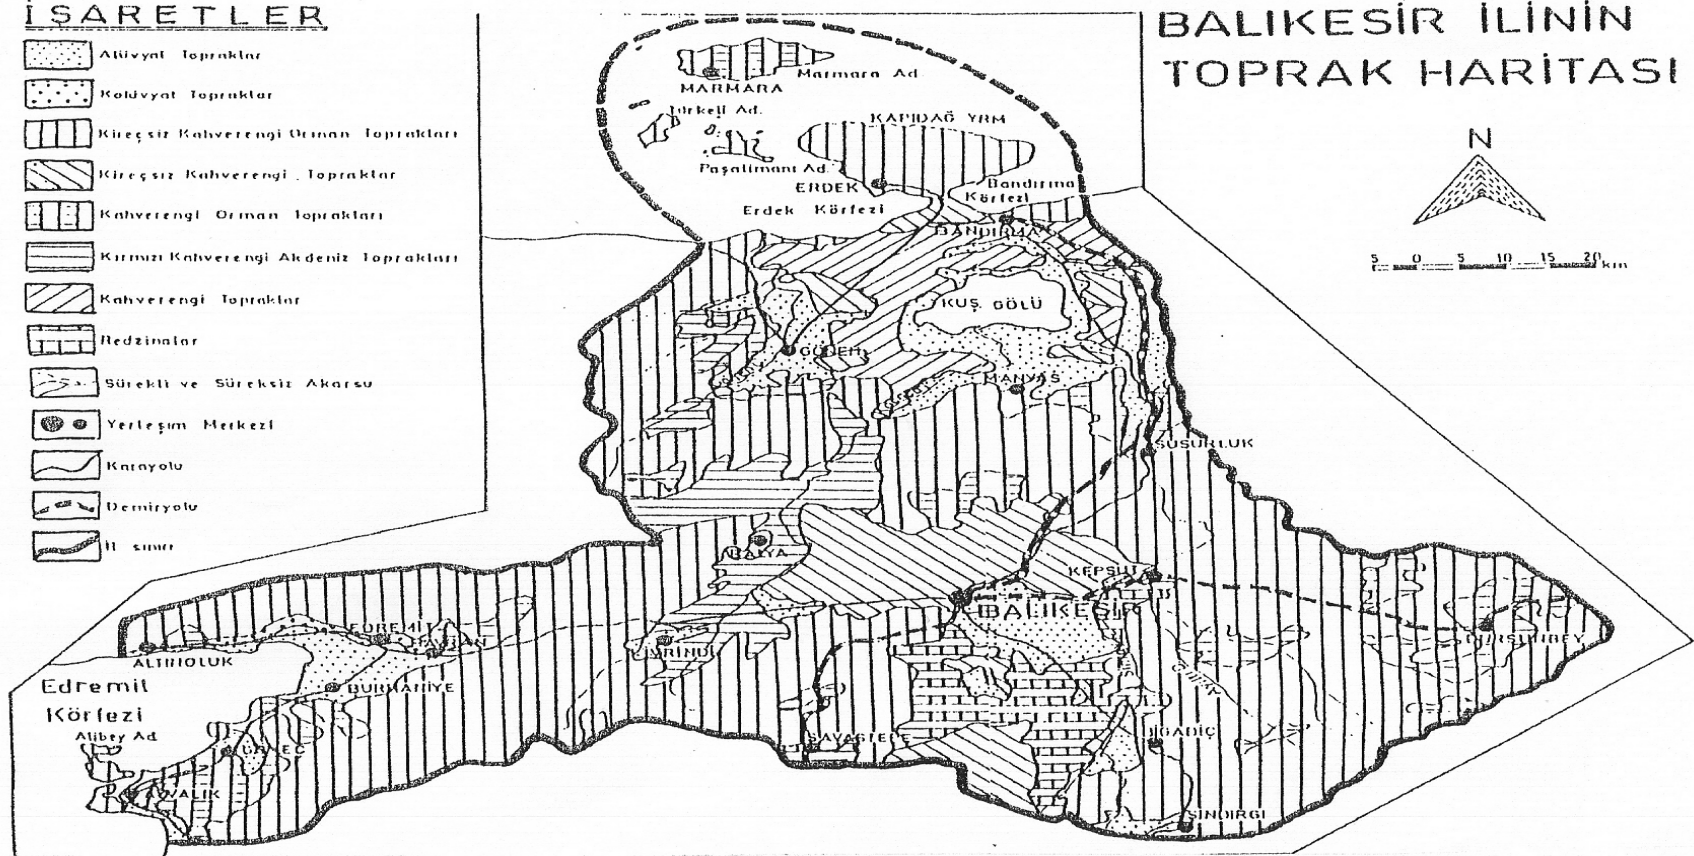 İŞARETLER
Alüvyal Topraklar
Kolüvyal Topraklar
Kireçsiz Kahverengi Orman Toprakları
Kireçsiz Kahverengi Topraklar
Kahverengi Orman Toprakları
Kırmızı Kahverengi Akdeniz Toprakları
Kahverengi Topraklar
Redzinalar
Sürekli ve Süreksiz Akarsu
Yerleşim Merkezi
Karayolu
Demiryolu
İl sınırı
BALIKESİR İLİNİN
TOPRAK HARİTASI
N
5 0 5 10 15 20 km
Marmara Ad.
MARMARA
Türkeli Ad.
KAPIDAĞ YRM
Paşalimanı Ad.
ERDEK
Bandırma
Körfezi
Erdek Körfezi
BANDIRMA
KUŞ GÖLÜ
GÖNEN
MANYAS
SUSURLUK
BALYA
KEPSUT
BALIKESİR
DURSUNBEY
EDREMİT
HAVRAN
İVRİNDİ
ALTINOLUK
Edremit
Körfezi
BURHANİYE
Alibey Ad.
AYVALIK
SAVAŞTEPE
BİGADİÇ
SINDIRGI